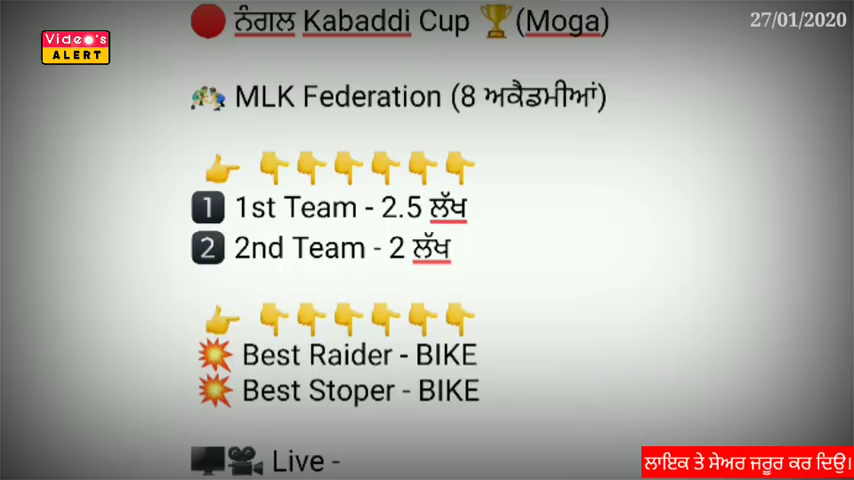 🔴 ਨੰਗਲ Kabaddi Cup 🏆(Moga)
27/01/2020
Video's
ALERT
🤼 MLK Federation (8 ਅਕੈਡਮੀਆਂ)
👉 👇👇👇👇👇👇
1️⃣ 1st Team - 2.5 ਲੱਖ
2️⃣ 2nd Team - 2 ਲੱਖ
👉 👇👇👇👇👇👇
💥 Best Raider - BIKE
💥 Best Stoper - BIKE
🖥️🎥 Live -
ਲਾਇਕ ਤੇ ਸੇਅਰ ਜਰੂਰ ਕਰ ਦਿਉ।